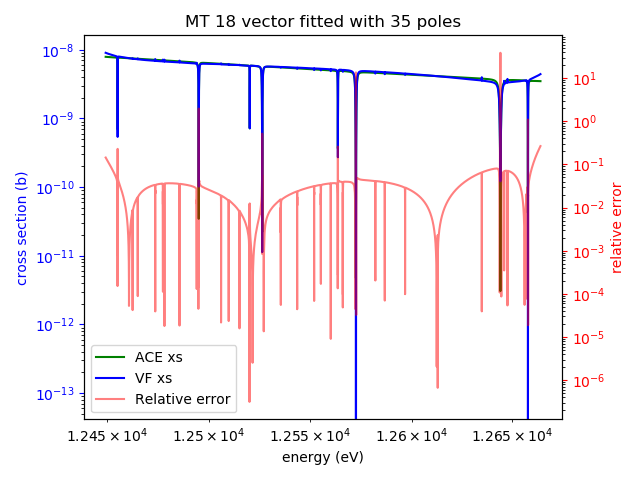 MT 18 vector fitted with 35 poles
cross section (b)
10⁻⁸
10⁻⁹
10⁻¹⁰
10⁻¹¹
10⁻¹²
10⁻¹³
10¹
10⁰
10⁻¹
10⁻²
10⁻³
10⁻⁴
10⁻⁵
10⁻⁶
relative error
ACE xs
VF xs
Relative error
1.245 × 10⁴ 1.25 × 10⁴ 1.255 × 10⁴ 1.26 × 10⁴ 1.265 × 10⁴
energy (eV)